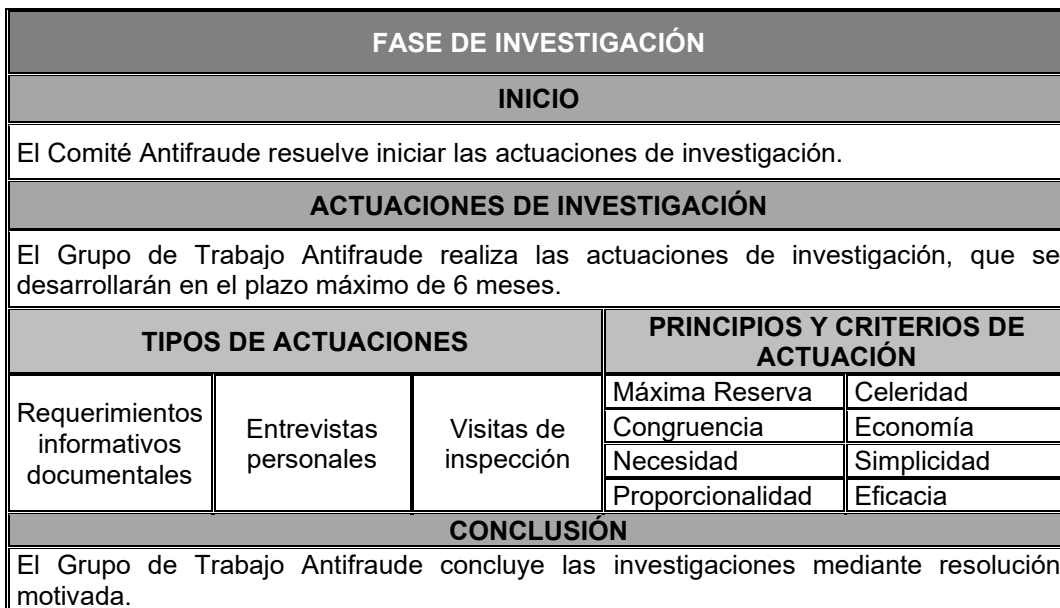 FASE DE INVESTIGACIÓN
INICIO
El Comité Antifraude resuelve iniciar las actuaciones de investigación.
ACTUACIONES DE INVESTIGACIÓN
El Grupo de Trabajo Antifraude realiza las actuaciones de investigación, que se
desarrollarán en el plazo máximo de 6 meses.
TIPOS DE ACTUACIONES
PRINCIPIOS Y CRITERIOS DE
ACTUACIÓN
Requerimientos
informativos
documentales
Entrevistas
personales
Visitas de
inspección
Máxima Reserva
Celeridad
Congruencia
Economía
Necesidad
Simplicidad
Proporcionalidad
Eficacia
CONCLUSIÓN
El Grupo de Trabajo Antifraude concluye las investigaciones mediante resolución
motivada.